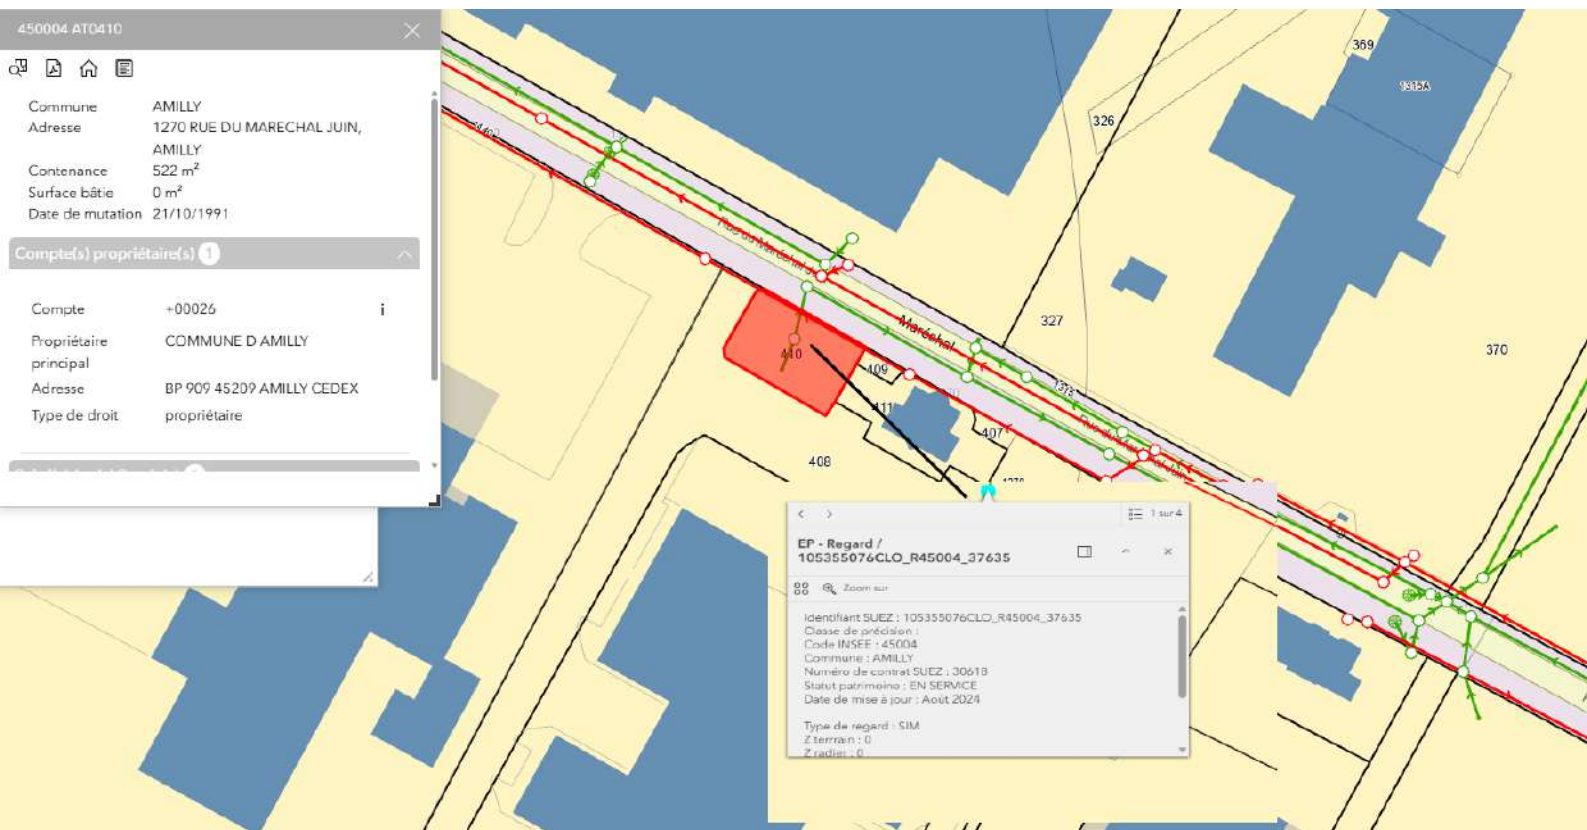 450004 AT0410
Commune AMILLY
Adresse 1270 RUE DU MARECHAL JUIN,
AMILLY
Contenance 522 m²
Surface bâtie 0 m²
Date de mutation 21/10/1991
Compte(s) propriétaire(s) 1
Compte +00026 i
Propriétaire COMMUNE D AMILLY
principal
Adresse BP 909 45209 AMILLY CEDEX
Type de droit propriétaire
369
1315A
326
327
370
Maréchal
410
409
411
407
408
1 sur 4
EP - Regard /
105355076CLO_R45004_37635
Zoom sur
Identifiant SUEZ : 105355076CLO_R45004_37635
Classe de précision :
Code INSEE : 45004
Commune : AMILLY
Numéro de contrat SUEZ : 3061B
Statut patrimoine : EN SERVICE
Date de mise à jour : Août 2024
Type de regard : SIM
Z terrrain : 0
Z radier : 0